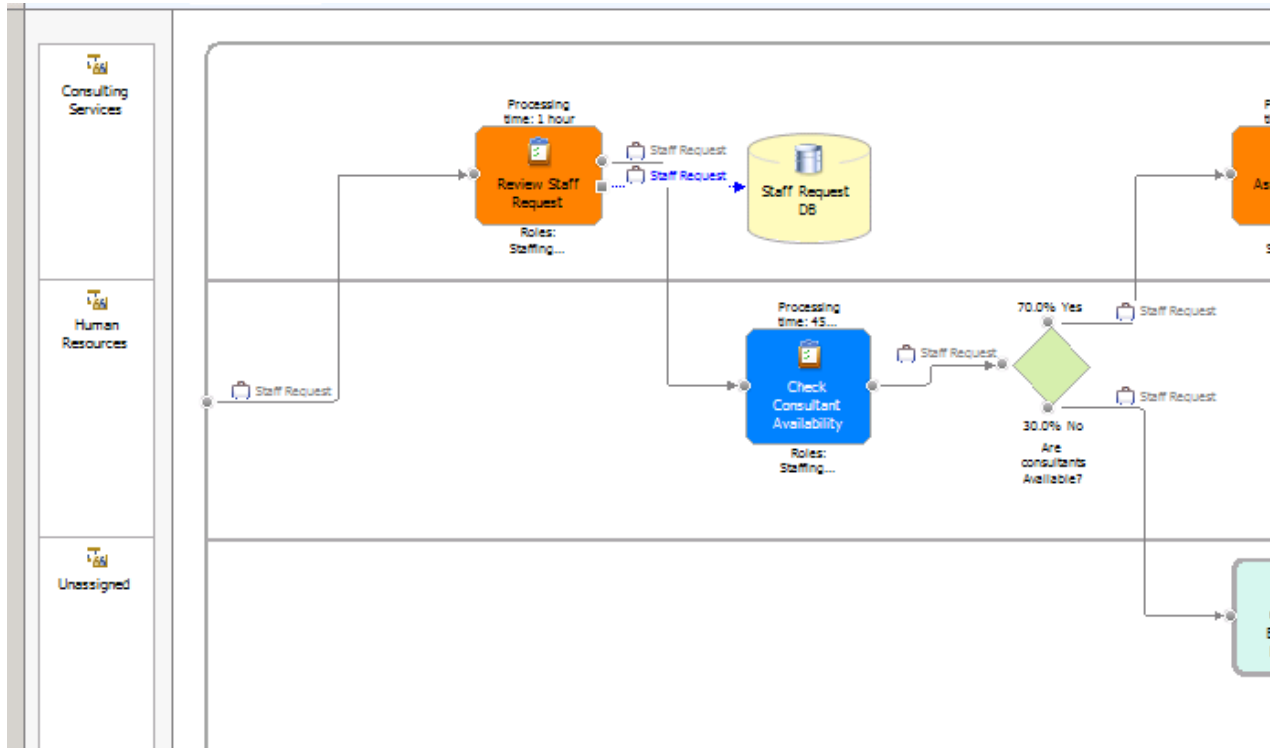 Consulting
Services
Processing
time: 1 hour
Review Staff
Request
Roles:
Staffing...
Staff Request
Staff Request
Staff Request
DB
Human
Resources
Staff Request
Processing
time: 45...
Check
Consultant
Availability
Roles:
Staffing...
Staff Request
70.0% Yes
Staff Request
30.0% No
Are
consultants
Available?
Staff Request
Unassigned
As